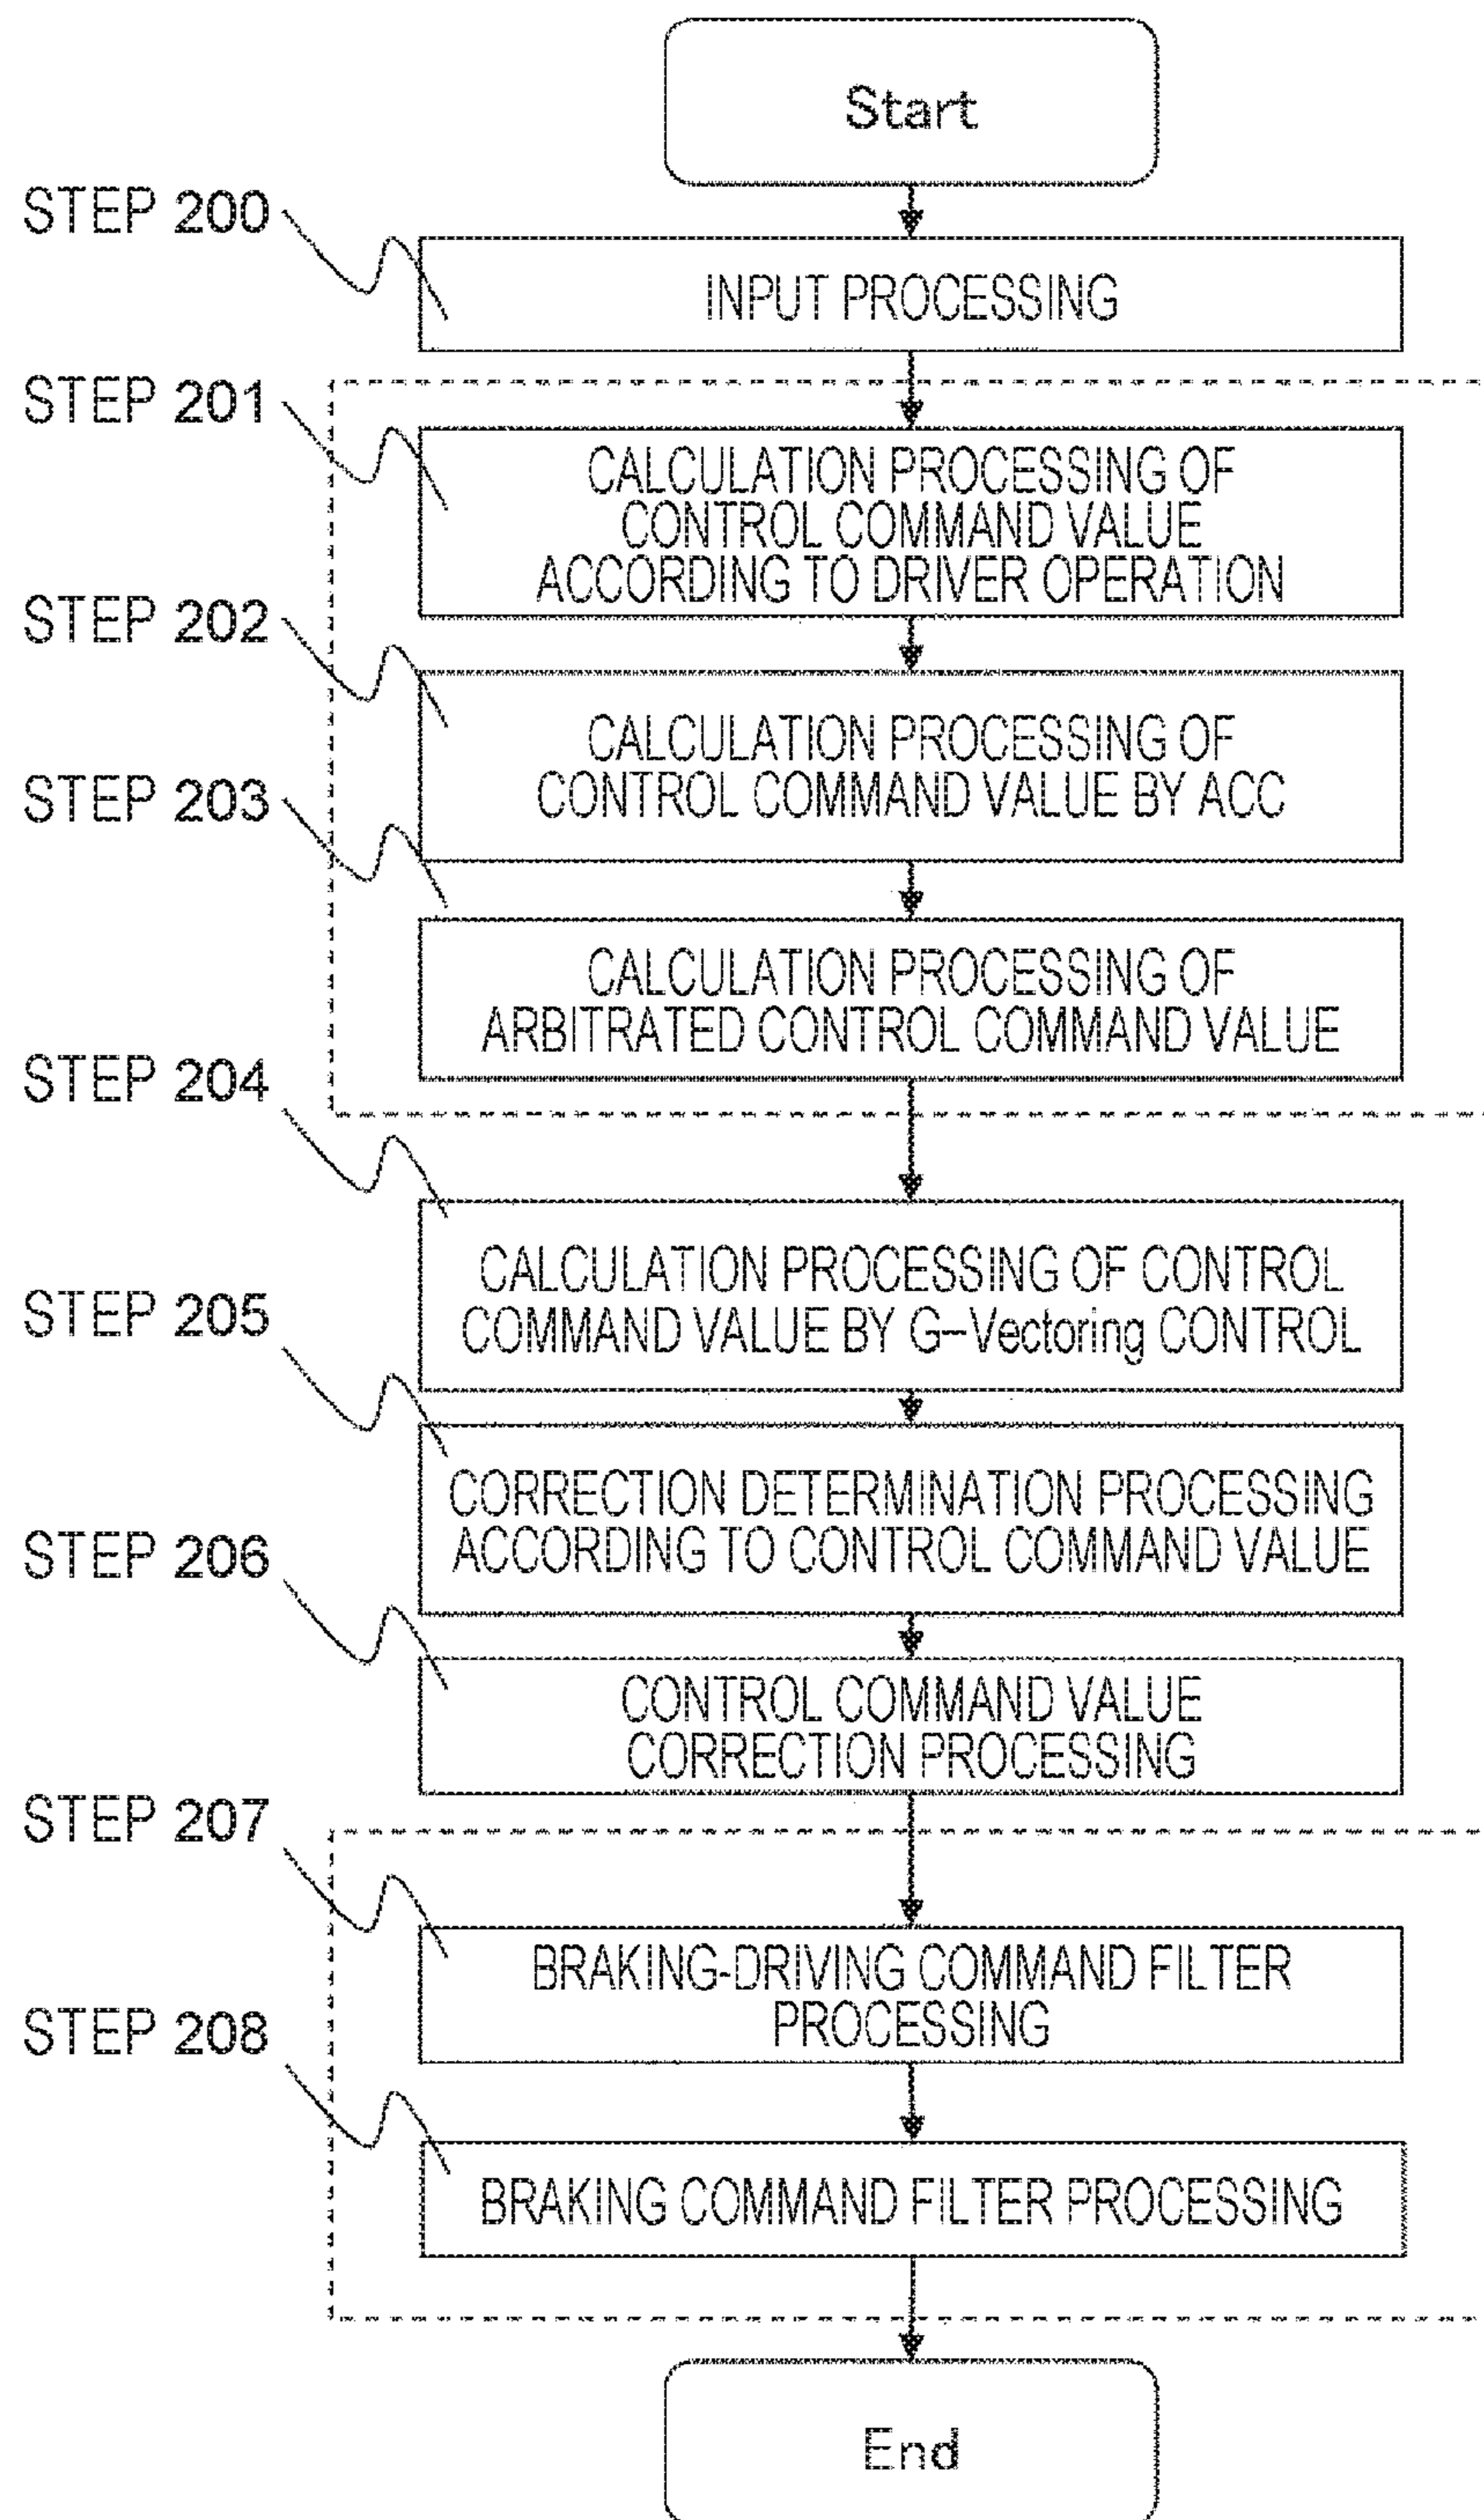 Start
STEP 200
INPUT PROCESSING
STEP 201
CALCULATION PROCESSING OF
CONTROL COMMAND VALUE
ACCORDING TO DRIVER OPERATION
STEP 202
CALCULATION PROCESSING OF
CONTROL COMMAND VALUE BY ACC
STEP 203
CALCULATION PROCESSING OF
ARBITRATED CONTROL COMMAND VALUE
STEP 204
CALCULATION PROCESSING OF CONTROL
COMMAND VALUE BY G-Vectoring CONTROL
STEP 205
CORRECTION DETERMINATION PROCESSING
ACCORDING TO CONTROL COMMAND VALUE
STEP 206
CONTROL COMMAND VALUE
CORRECTION PROCESSING
STEP 207
BRAKING-DRIVING COMMAND FILTER
PROCESSING
STEP 208
BRAKING COMMAND FILTER PROCESSING
End